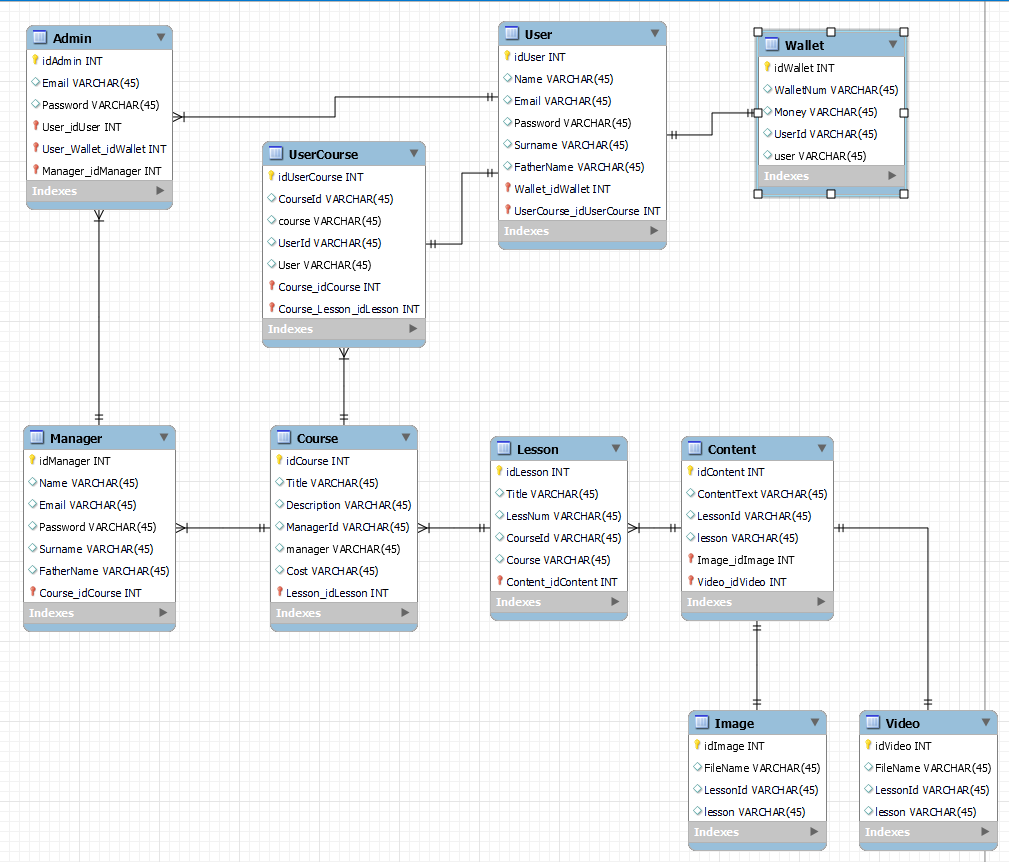 Admin
idAdmin INT
Email VARCHAR(45)
Password VARCHAR(45)
User_idUser INT
User_Wallet_idWallet INT
Manager_idManager INT
Indexes
User
idUser INT
Name VARCHAR(45)
Email VARCHAR(45)
Password VARCHAR(45)
Surname VARCHAR(45)
FatherName VARCHAR(45)
Wallet_idWallet INT
UserCourse_idUserCourse INT
Indexes
Wallet
idWallet INT
WalletNum VARCHAR(45)
Money VARCHAR(45)
UserId VARCHAR(45)
user VARCHAR(45)
Indexes
UserCourse
idUserCourse INT
CourseId VARCHAR(45)
course VARCHAR(45)
UserId VARCHAR(45)
User VARCHAR(45)
Course_idCourse INT
Course_Lesson_idLesson INT
Indexes
Manager
idManager INT
Name VARCHAR(45)
Email VARCHAR(45)
Password VARCHAR(45)
Surname VARCHAR(45)
FatherName VARCHAR(45)
Course_idCourse INT
Indexes
Course
idCourse INT
Title VARCHAR(45)
Description VARCHAR(45)
ManagerId VARCHAR(45)
manager VARCHAR(45)
Cost VARCHAR(45)
Lesson_idLesson INT
Indexes
Lesson
idLesson INT
Title VARCHAR(45)
LessNum VARCHAR(45)
CourseId VARCHAR(45)
Course VARCHAR(45)
Content_idContent INT
Indexes
Content
idContent INT
ContentText VARCHAR(45)
LessonId VARCHAR(45)
lesson VARCHAR(45)
Image_idImage INT
Video_idVideo INT
Indexes
Image
idImage INT
FileName VARCHAR(45)
LessonId VARCHAR(45)
lesson VARCHAR(45)
Indexes
Video
idVideo INT
FileName VARCHAR(45)
LessonId VARCHAR(45)
lesson VARCHAR(45)
Indexes